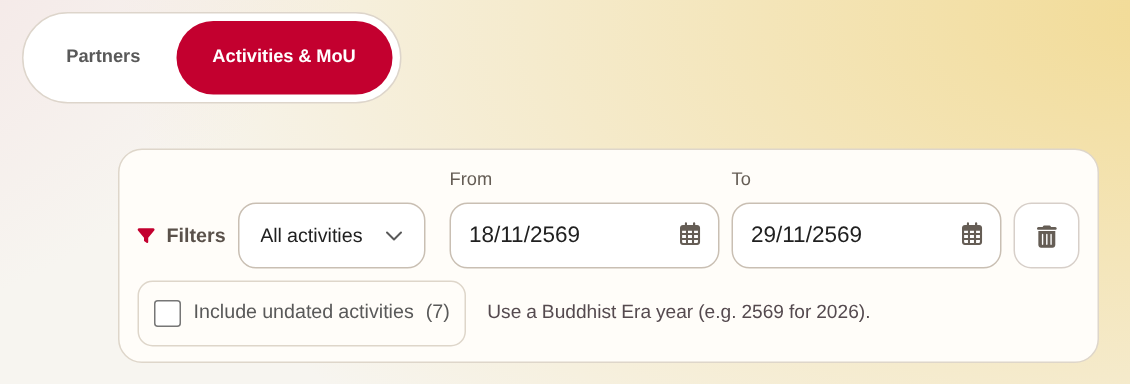 Partners
Activities & MoU
From
To
Filters
All activities
18/11/2569
29/11/2569
Include undated activities (7)
Use a Buddhist Era year (e.g. 2569 for 2026).